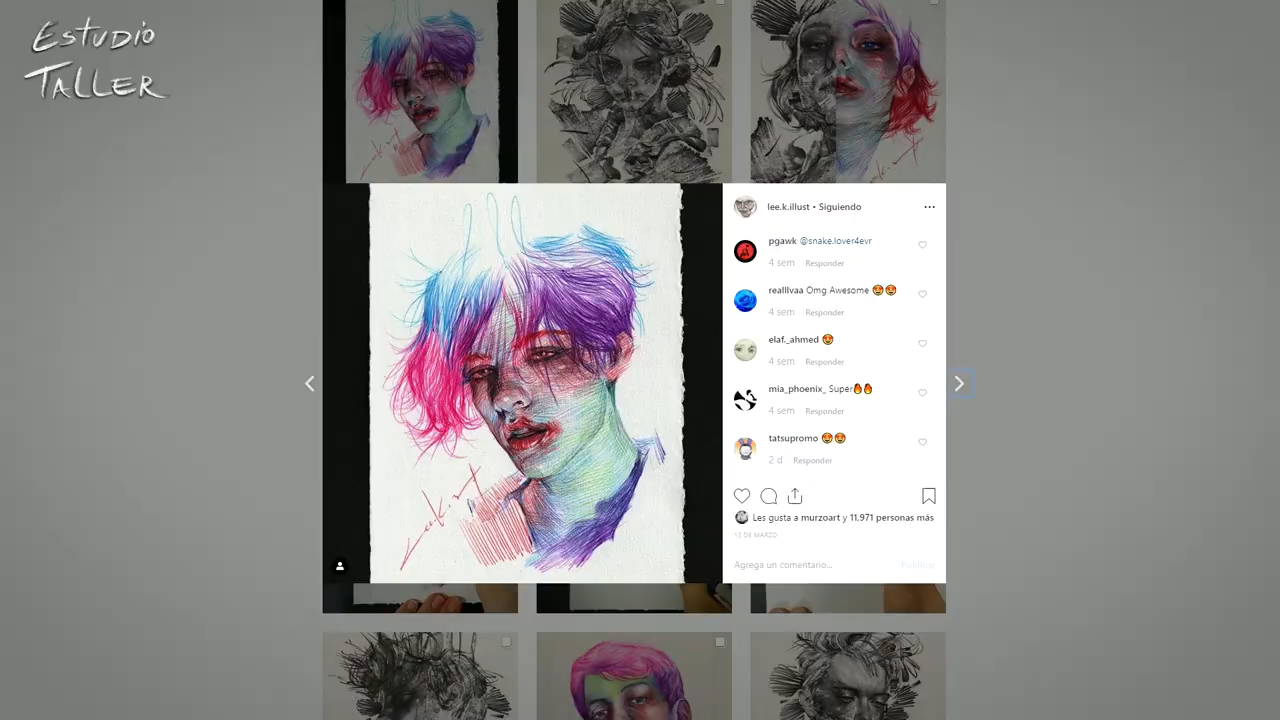 Estudio
Taller
lee.k.illust • Siguiendo
pgawk @snake.lover4evr
4 sem Responder
realllvaa Omg Awesome 😍😍
4 sem Responder
elaf._ahmed 😍
4 sem Responder
mia_phoenix_ Super🔥🔥
4 sem Responder
tatsupromo 😍😍
2 d Responder
Les gusta a murzoart y 11,971 personas más
13 DE MARZO
Agrega un comentario...
Publicar